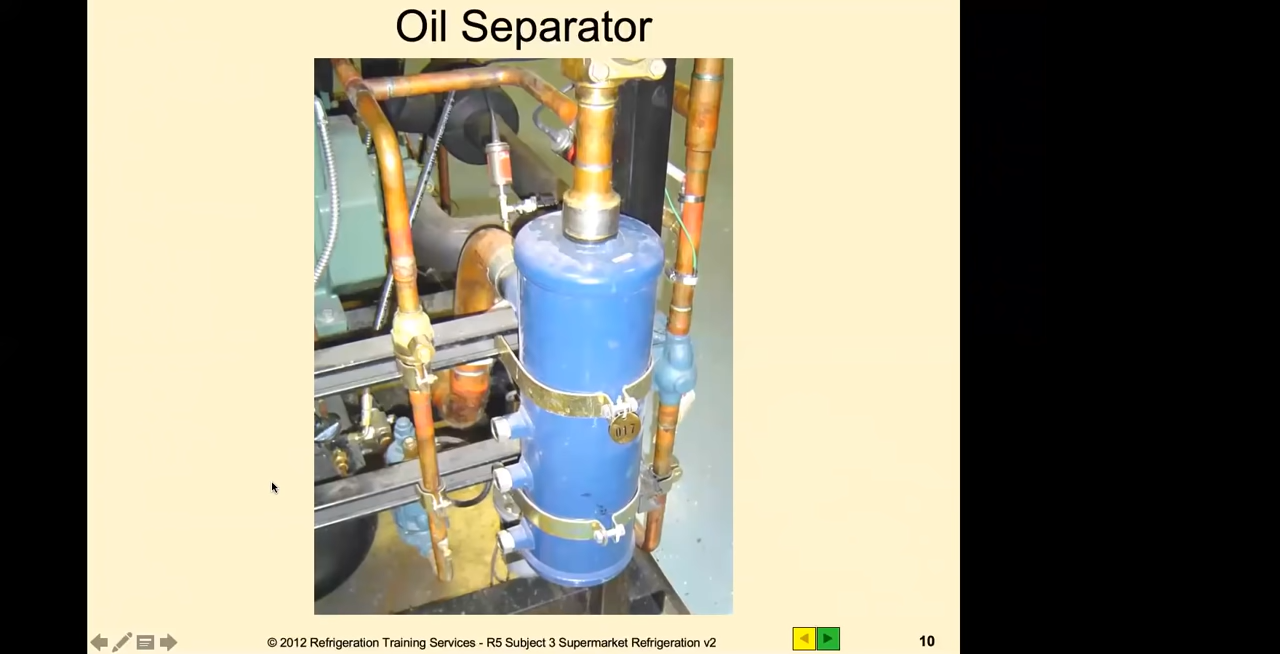 Oil Separator
017
© 2012 Refrigeration Training Services - R5 Subject 3 Supermarket Refrigeration v2
10